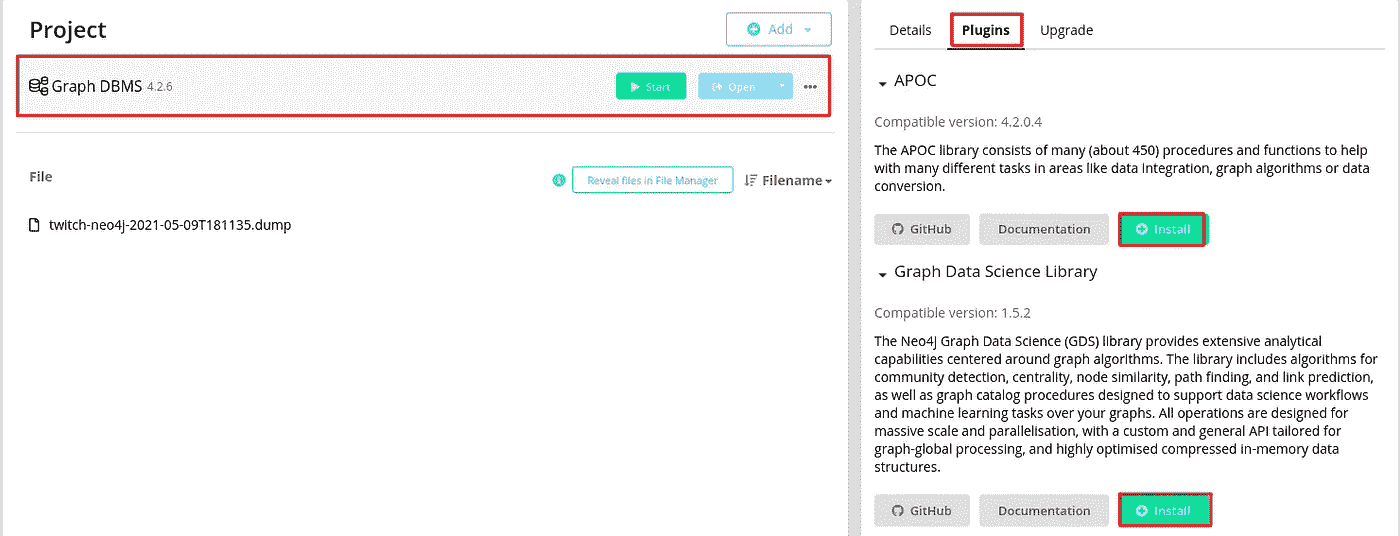 Project
Add
Graph DBMS 4.2.6
Start
Open
File
Reveal files in File Manager
Filename
twitch-neo4j-2021-05-09T181135.dump
Details
Plugins
Upgrade
APOC
Compatible version: 4.2.0.4
The APOC library consists of many (about 450) procedures and functions to help
with many different tasks in areas like data integration, graph algorithms or data
conversion.
GitHub
Documentation
Install
Graph Data Science Library
Compatible version: 1.5.2
The Neo4j Graph Data Science (GDS) library provides extensive analytical
capabilities centered around graph algorithms. The library includes algorithms for
community detection, centrality, node similarity, path finding, and link prediction,
as well as graph catalog procedures designed to support data science workflows
and machine learning tasks over your graphs. All operations are designed for
massive scale and parallelisation, with a custom and general API tailored for
graph-global processing, and highly optimised compressed in-memory data
structures.
GitHub
Documentation
Install